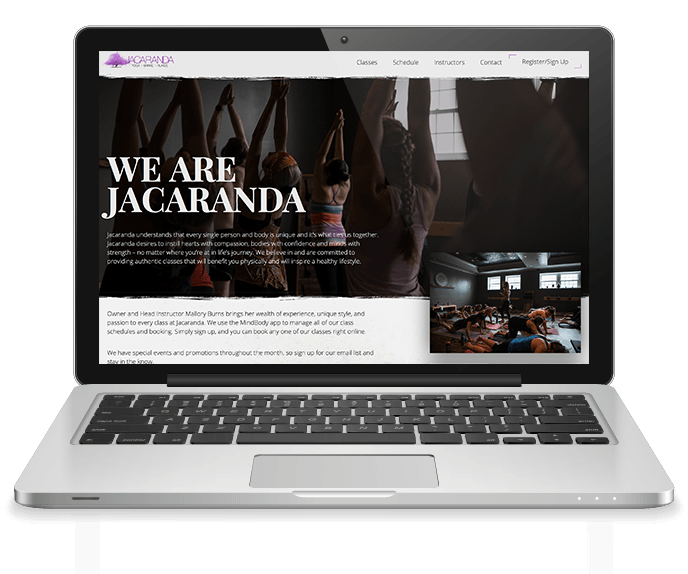 JACARANDA
YOGA | BARRE | PILATES
Classes Schedule Instructors Contact Register/Sign Up
WE ARE
JACARANDA
Jacaranda understands that every single person and body is unique and it's what ties us together.
Jacaranda desires to instill hearts with compassion, bodies with confidence and minds with
strength – no matter where you're at in life's journey. We believe in and are committed to
providing authentic classes that will benefit you physically and will inspire a healthy lifestyle.
Owner and Head Instructor Mallory Burns brings her wealth of experience, unique style, and
passion to every class at Jacaranda. We use the MindBody app to manage all of our class
schedules and booking. Simply sign up, and you can book any one of our classes right online.
We have special events and promotions throughout the month, so sign up for our email list and
stay in the know.